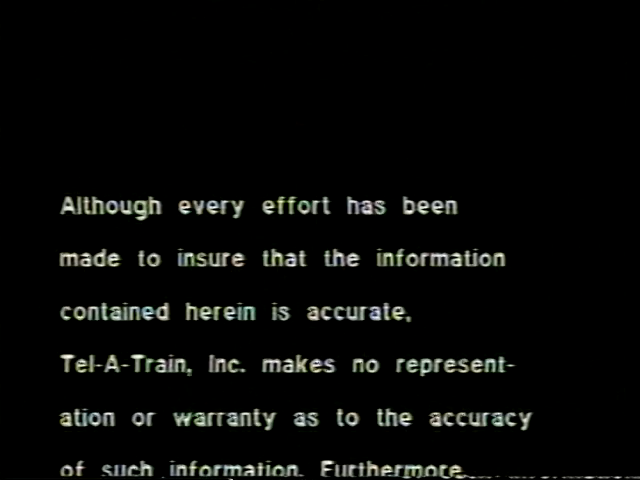 Although every effort has been
made to insure that the information
contained herein is accurate,
Tel-A-Train, Inc. makes no represent-
ation or warranty as to the accuracy
of such information. Furthermore,